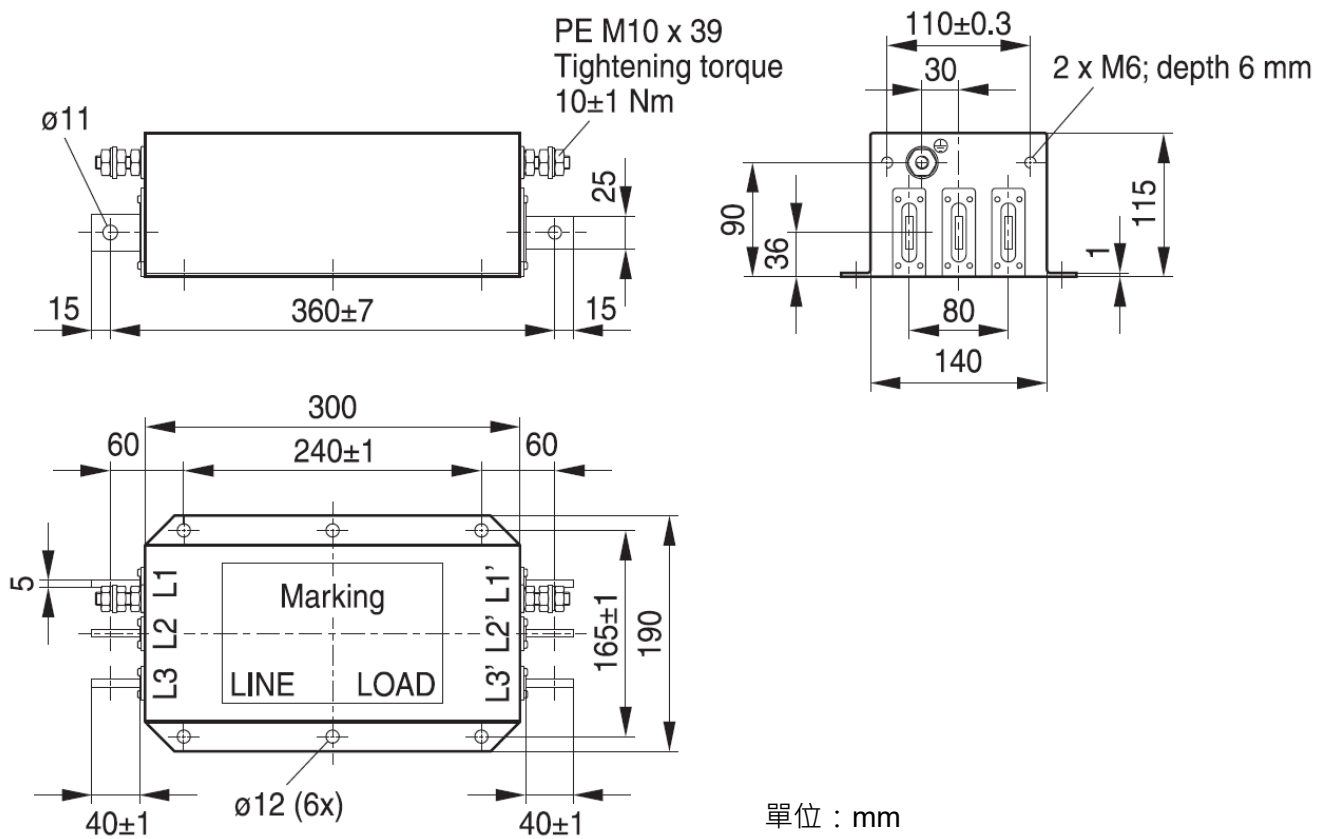 PE M10 x 39
Tightening torque
10±1 Nm
ø11
25
15
360±7
15
110±0.3
30
2 x M6; depth 6 mm
90
36
115
1
80
140
300
60
240±1
60
5
L1
L2
L3
Marking
LINE LOAD
L1'
L2'
L3'
165±1
190
40±1
ø12 (6x)
40±1
單位：mm